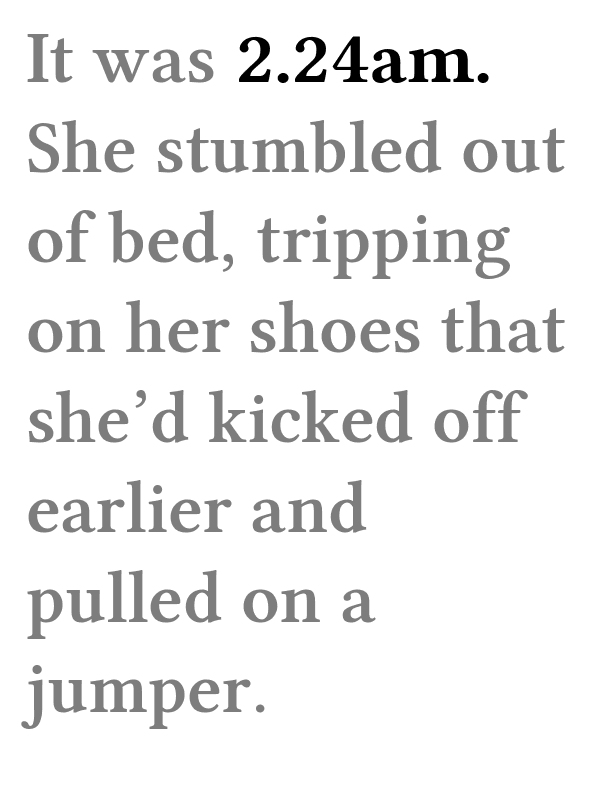 It was 2.24am.
She stumbled out
of bed, tripping
on her shoes that
she’d kicked off
earlier and
pulled on a
jumper.